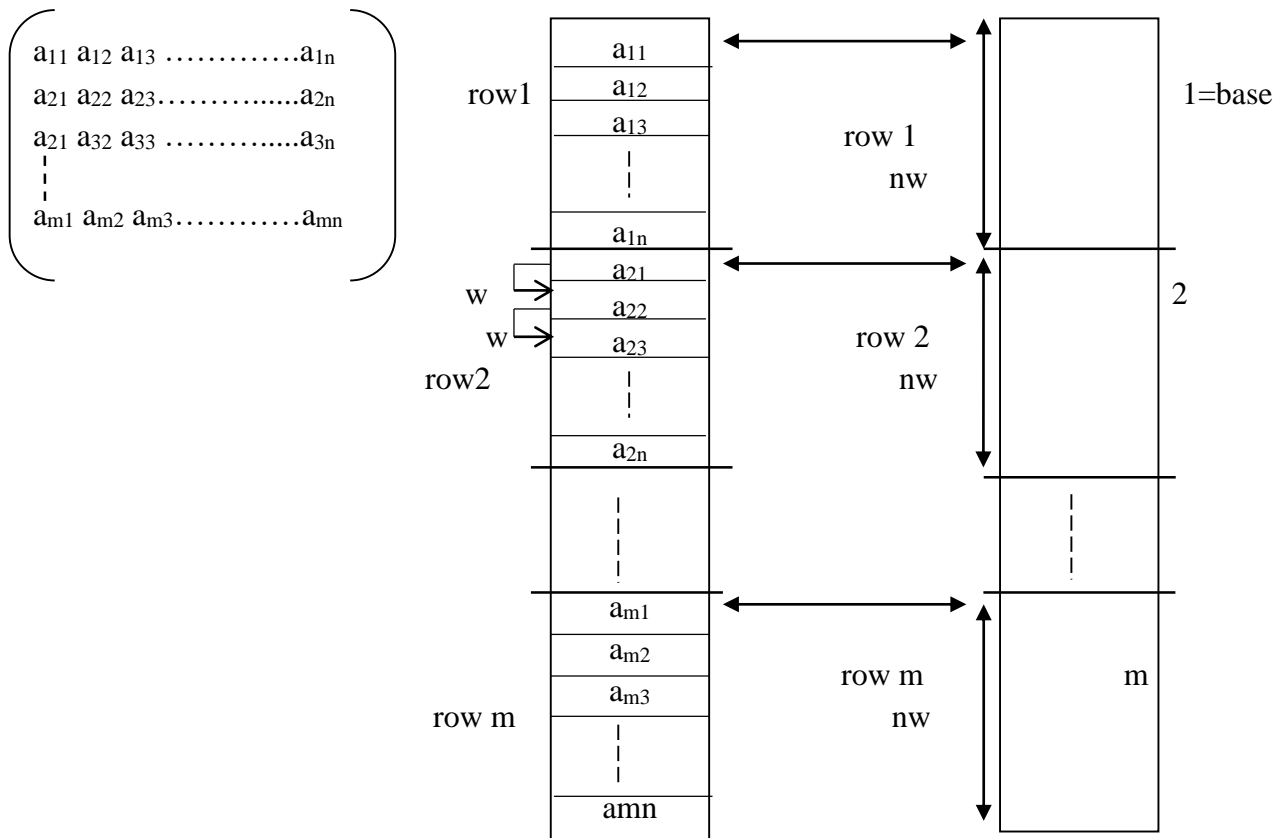 a11 a12 a13 ………….a1n
a21 a22 a23………......a2n
a21 a32 a33 ……….....a3n
am1 am2 am3…………amn
row1
a11
a12
a13
a1n
w
w
row2
a21
a22
a23
a2n
row m
am1
am2
am3
amn
row 1
nw
row 2
nw
row m
nw
1=base
2
m